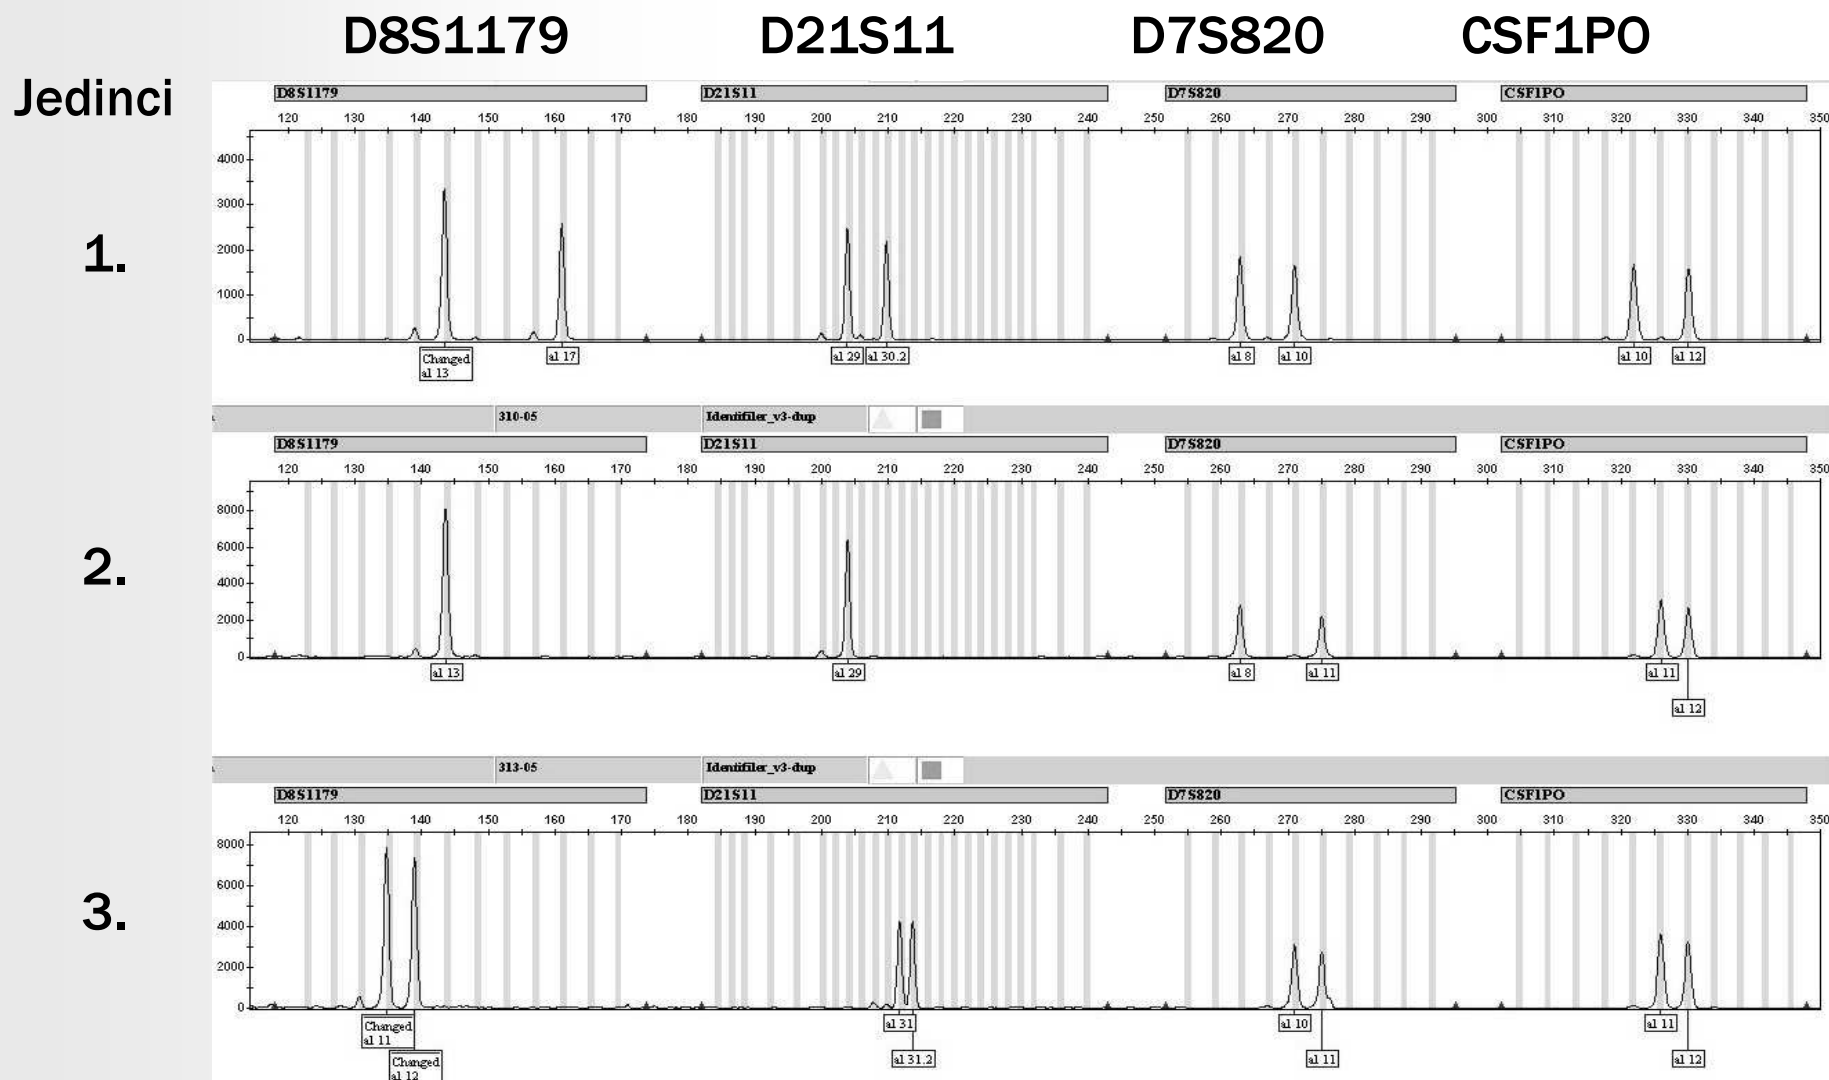 D8S1179 D21S11 D7S820 CSF1PO
Jedinci
D8S1179 D21S11 D7S820 CSF1PO
120 130 140 150 160 170 180 190 200 210 220 230 240 250 260 270 280 290 300 310 320 330 340 350
4000
3000
2000
1000
0
1.
Changed
al 13
al 17
al 29
al 30.2
al 8
al 10
al 10
al 12
310-05 Identifiler_v3-dup
D8S1179 D21S11 D7S820 CSF1PO
120 130 140 150 160 170 180 190 200 210 220 230 240 250 260 270 280 290 300 310 320 330 340 350
8000
6000
4000
2000
0
2.
al 13
al 29
al 8
al 11
al 11
al 12
313-05 Identifiler_v3-dup
D8S1179 D21S11 D7S820 CSF1PO
120 130 140 150 160 170 180 190 200 210 220 230 240 250 260 270 280 290 300 310 320 330 340 350
8000
6000
4000
2000
0
3.
Changed
al 11
Changed
al 12
al 31
al 31.2
al 10
al 11
al 11
al 12